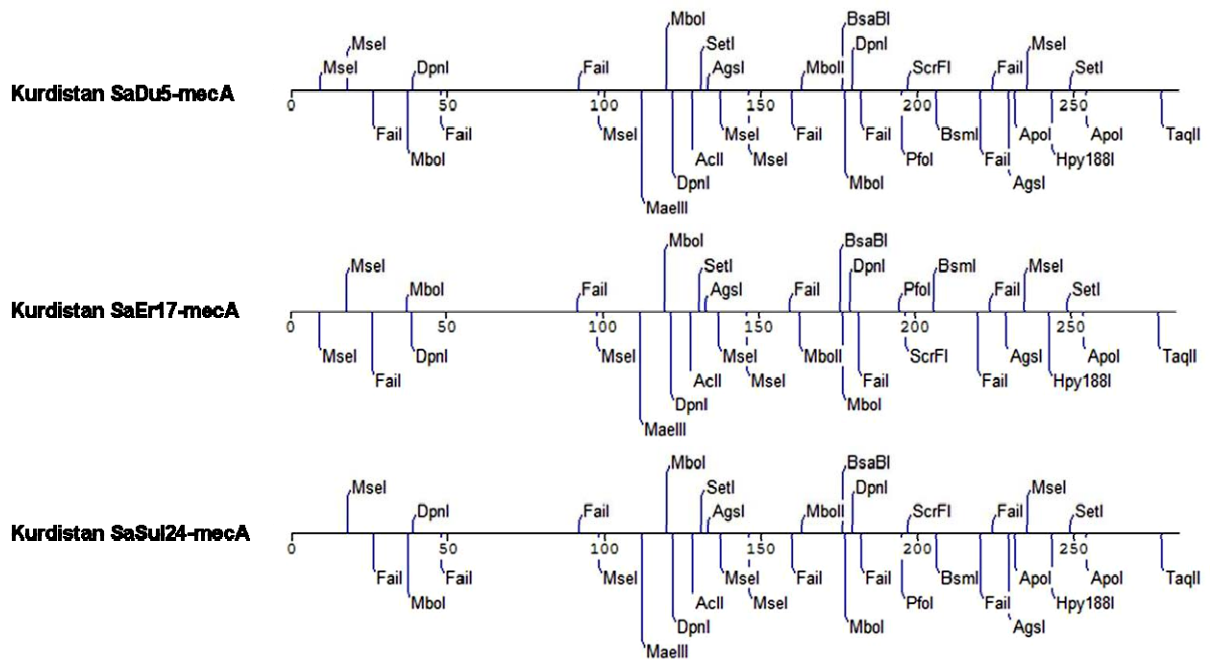 MboI BsaBI
MseI SetI DpnI MseI
MseI DpnI FaiI AgsI MboII ScrFI FaiI SetI
Kurdistan SaDu5-mecA
0 50 100 150 200 250
FaiI FaiI MseI MseI FaiI FaiI BsmI ApoI ApoI TaqII
MboI AclI MseI PfoI FaiI Hpy188I
DpnI MboI AgsI
MaeIII
MboI BsaBI
MseI SetI DpnI BsmI MseI
MboI FaiI AgsI FaiI PfoI FaiI SetI
Kurdistan SaEr17-mecA
0 50 100 150 200 250
MseI DpnI MseI MseI MboII ScrFI AgsI ApoI TaqII
FaiI AclI MseI FaiI FaiI Hpy188I
DpnI MboI
MaeIII
MboI BsaBI
MseI SetI DpnI MseI
DpnI FaiI AgsI MboII ScrFI FaiI SetI
Kurdistan SaSul24-mecA
0 50 100 150 200 250
FaiI FaiI MseI MseI FaiI FaiI BsmI ApoI ApoI TaqII
MboI AclI MseI PfoI FaiI Hpy188I
DpnI MboI AgsI
MaeIII